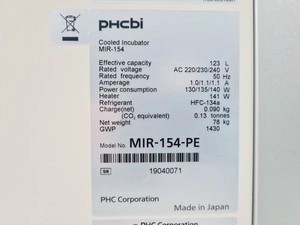 phcbi
Cooled Incubator
MIR-154
Effective capacity 123 L
Rated voltage AC 220/230/240 V
Rated frequency 50 Hz
Amperage 1.0/1.1/1.1 A
Power consumption 130/135/140 W
Heater 141 W
Refrigerant HFC-134a
Charge(net) 0.090 kg
(CO₂ equivalent) 0.13 tonnes
Net weight 78 kg
GWP 1430
Model No. MIR-154-PE
SN 19040071
PHC Corporation Made in Japan
PHC Corporation